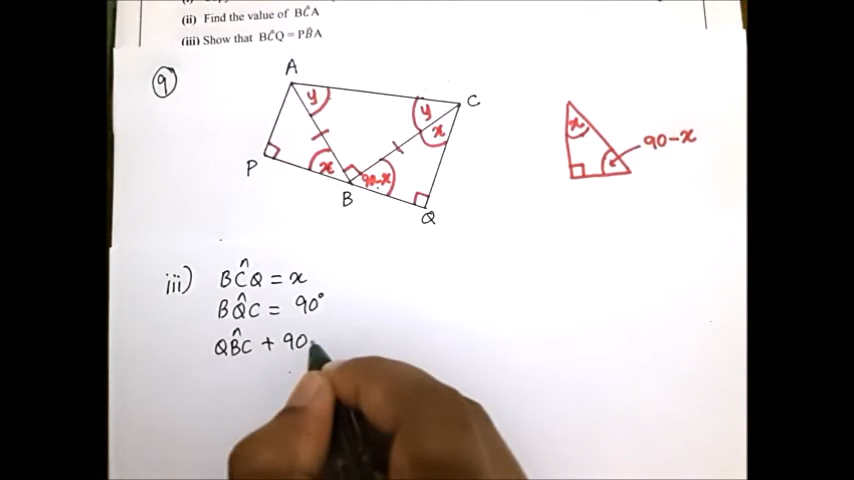 (ii) Find the value of BĈA
(iii) Show that BĈQ = PB̂A
9
A
y
y
C
x
x
90-x
P
x
90-x
B
Q
iii) BĈQ = x
BQ̂C = 90°
QB̂C + 90